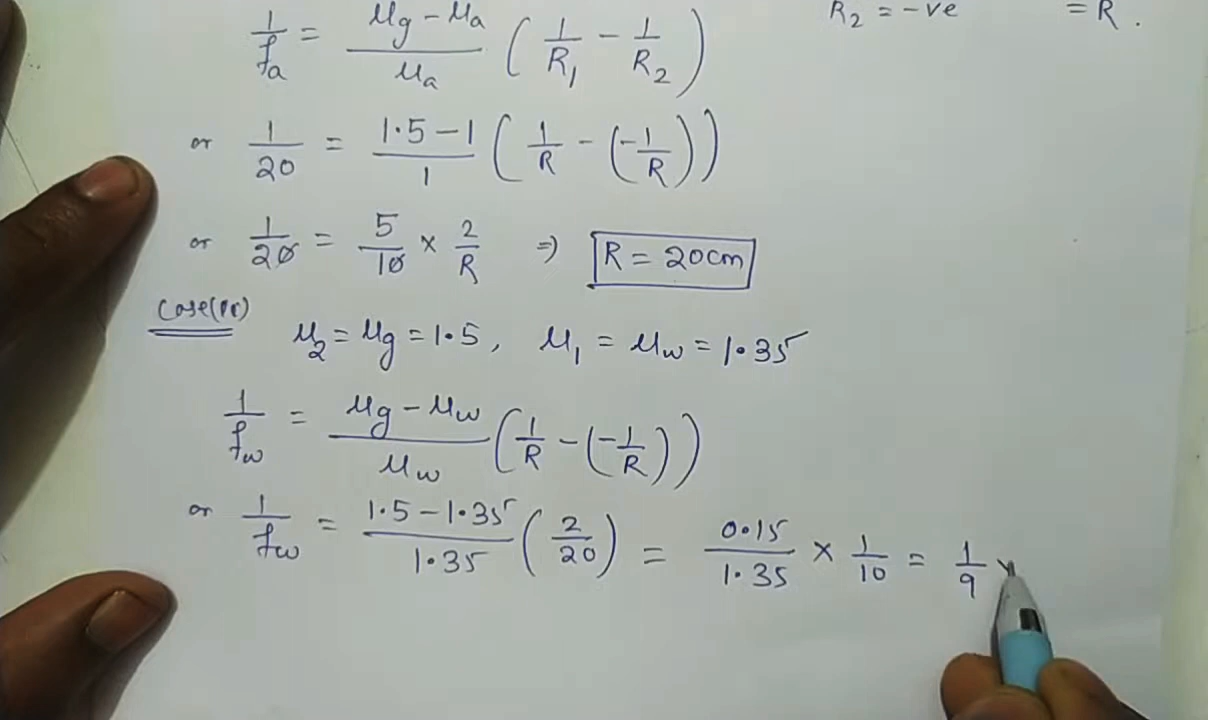 1/fₐ = (μg − μₐ)/μₐ (1/R₁ − 1/R₂) R₂ = −ve = R.
or 1/20 = (1.5 − 1)/1 (1/R − (−1/R))
or 1/20 = 5/10 × 2/R ⇒ R = 20cm
μ₂ = μg = 1.5, μ₁ = μw = 1.35
1/fw = (μg − μw)/μw (1/R − (−1/R))
or 1/fw = (1.5 − 1.35)/1.35 (2/20) = 0.15/1.35 × 1/10 = 1/9